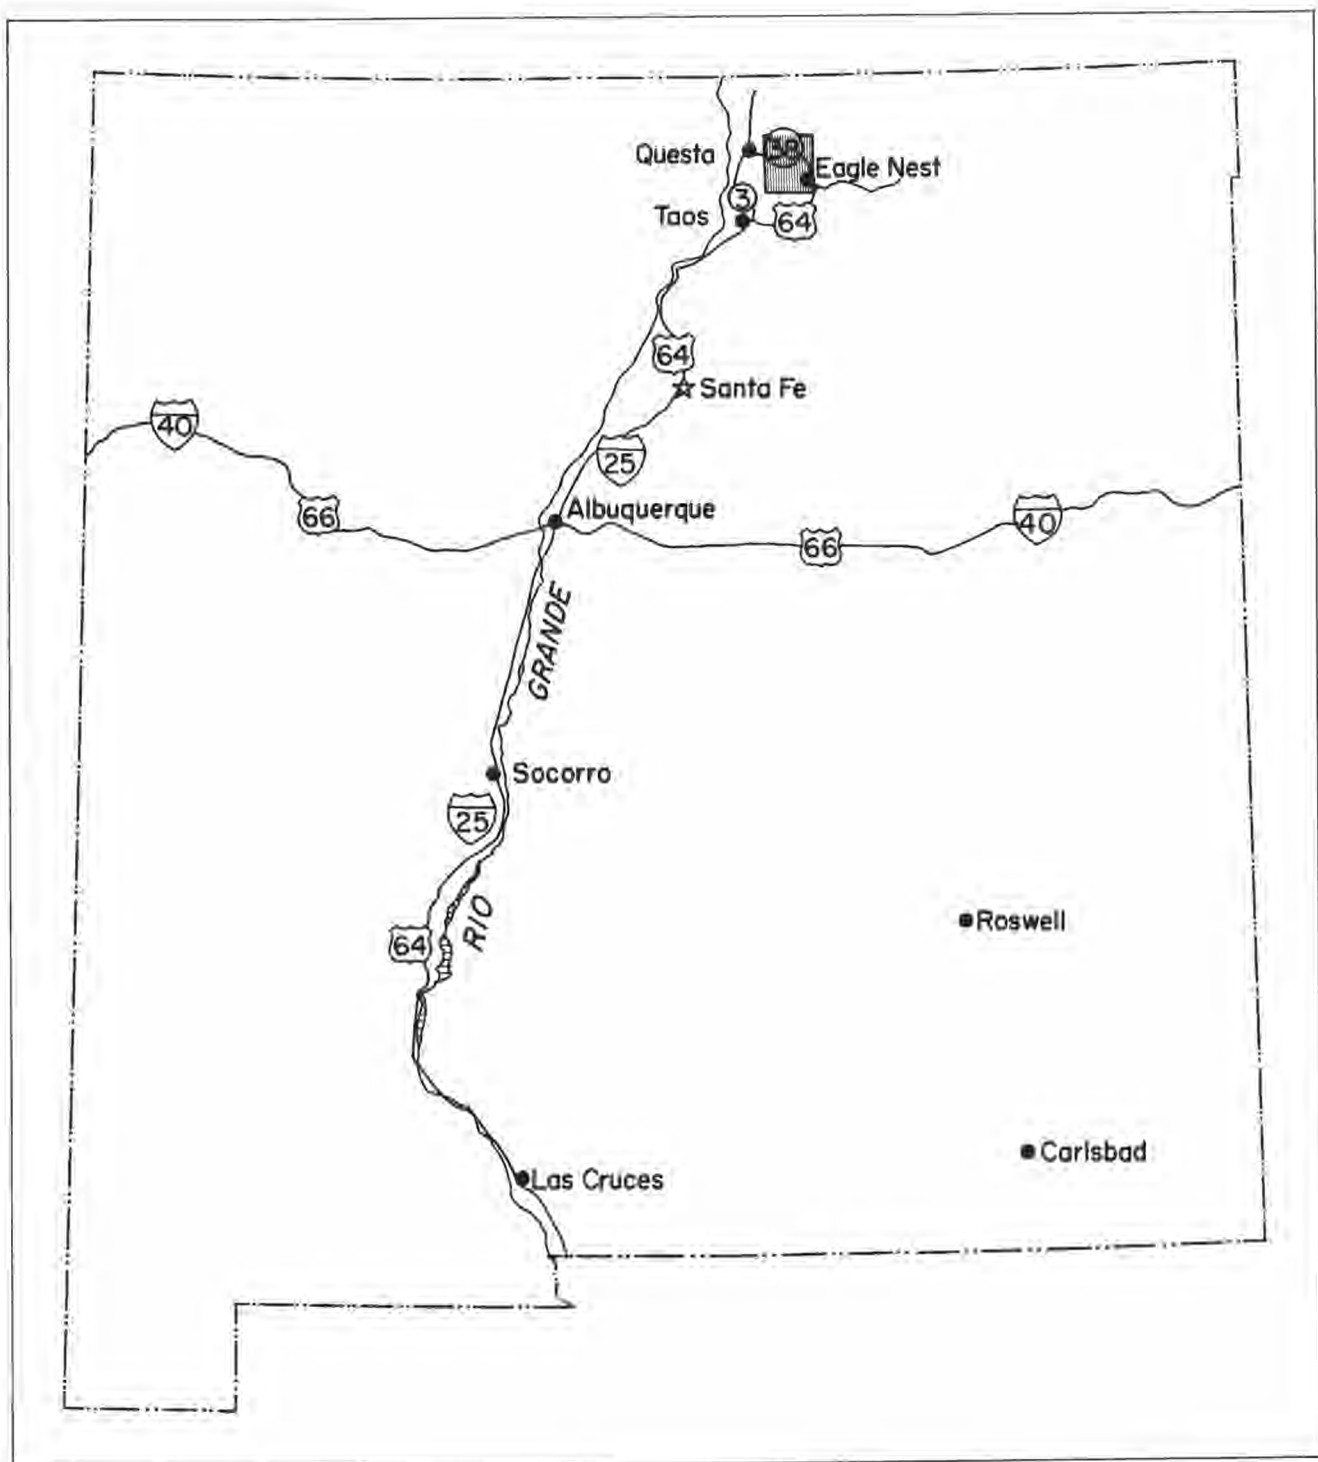 Questa
38
Eagle Nest
3
Taos
64
64
Santa Fe
40
25
66
Albuquerque
40
66
GRANDE
Socorro
25
RIO
64
Roswell
Carlsbad
Las Cruces